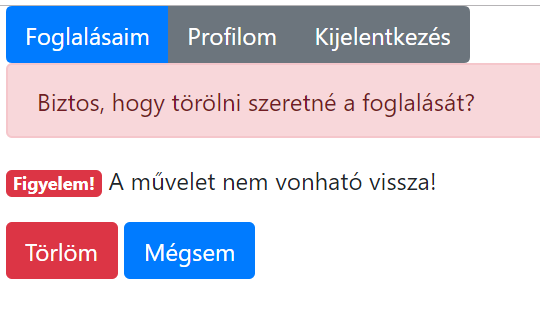 Foglalásaim Profilom Kijelentkezés
Biztos, hogy törölni szeretné a foglalását?
Figyelem! A művelet nem vonható vissza!
Törlöm Mégsem